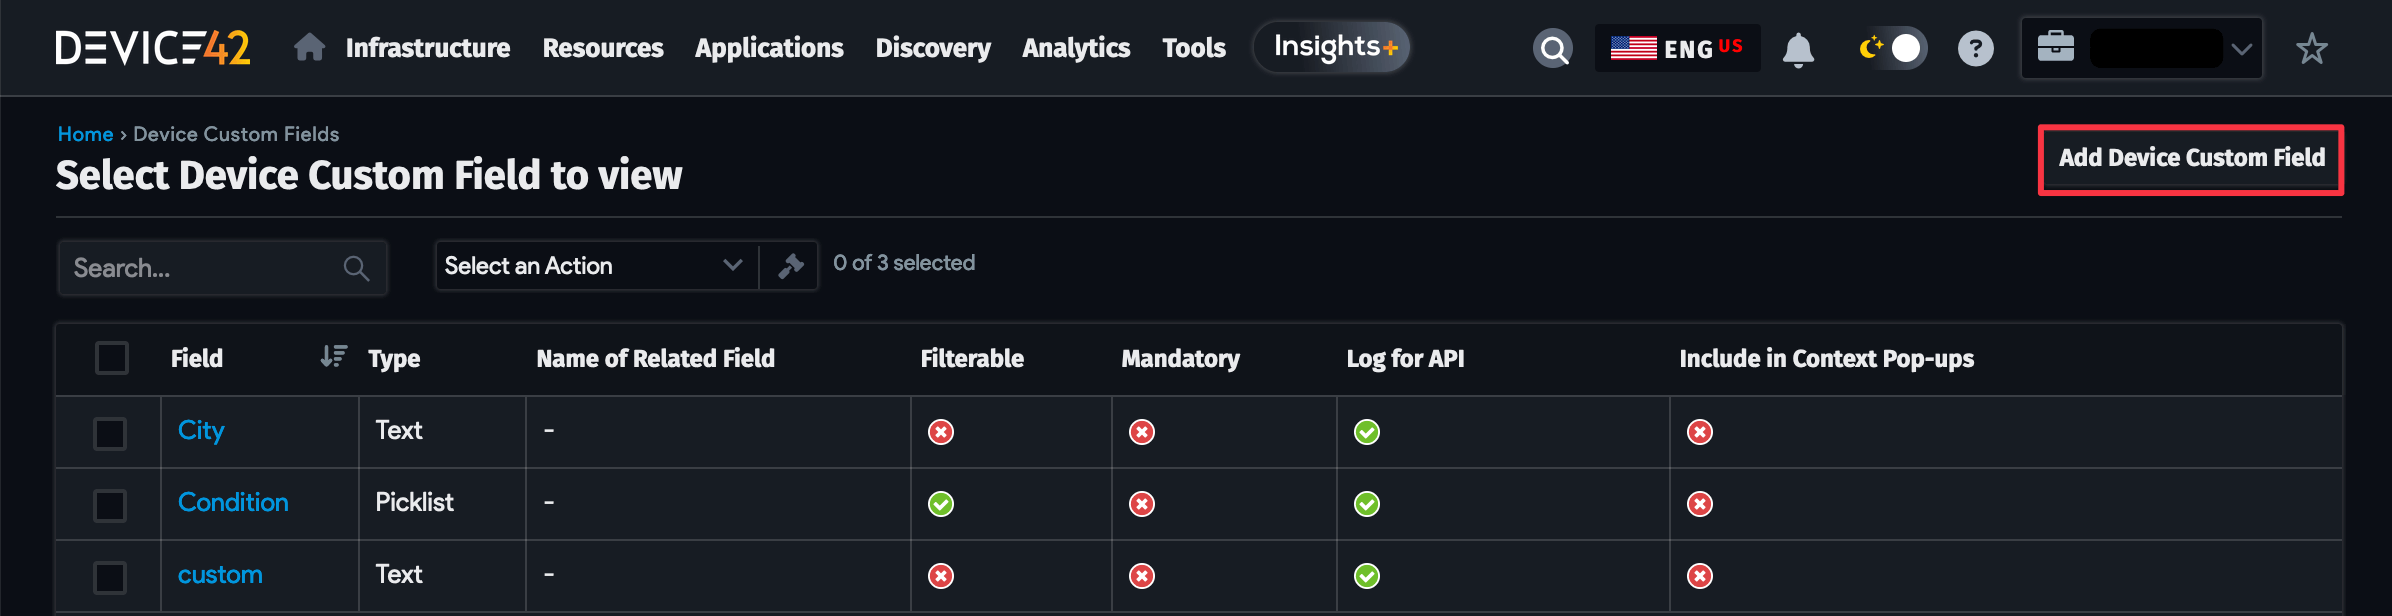 DEVICE42 Infrastructure Resources Applications Discovery Analytics Tools Insights+ ENG US ?
Home › Device Custom Fields
Select Device Custom Field to view
Add Device Custom Field
Search... Select an Action 0 of 3 selected
Field Type Name of Related Field Filterable Mandatory Log for API Include in Context Pop-ups
City Text -
Condition Picklist -
custom Text -